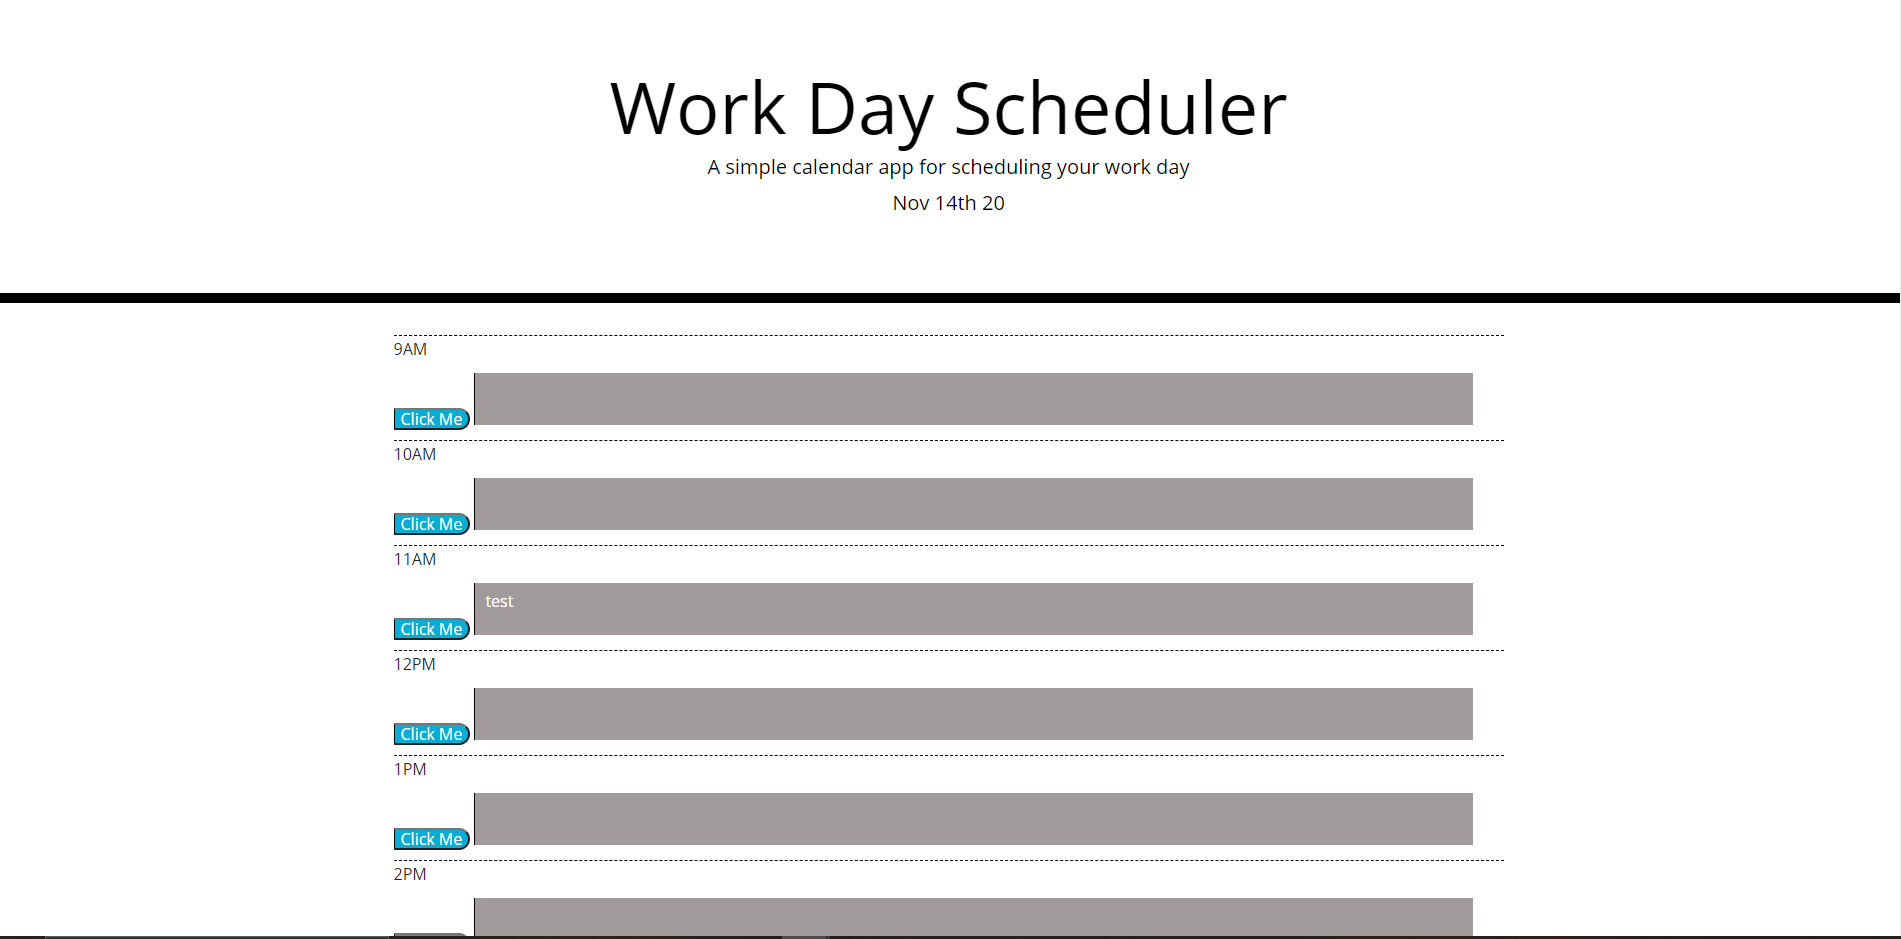 Work Day Scheduler
A simple calendar app for scheduling your work day
Nov 14th 20
9AM
Click Me
10AM
Click Me
11AM
test
Click Me
12PM
Click Me
1PM
Click Me
2PM